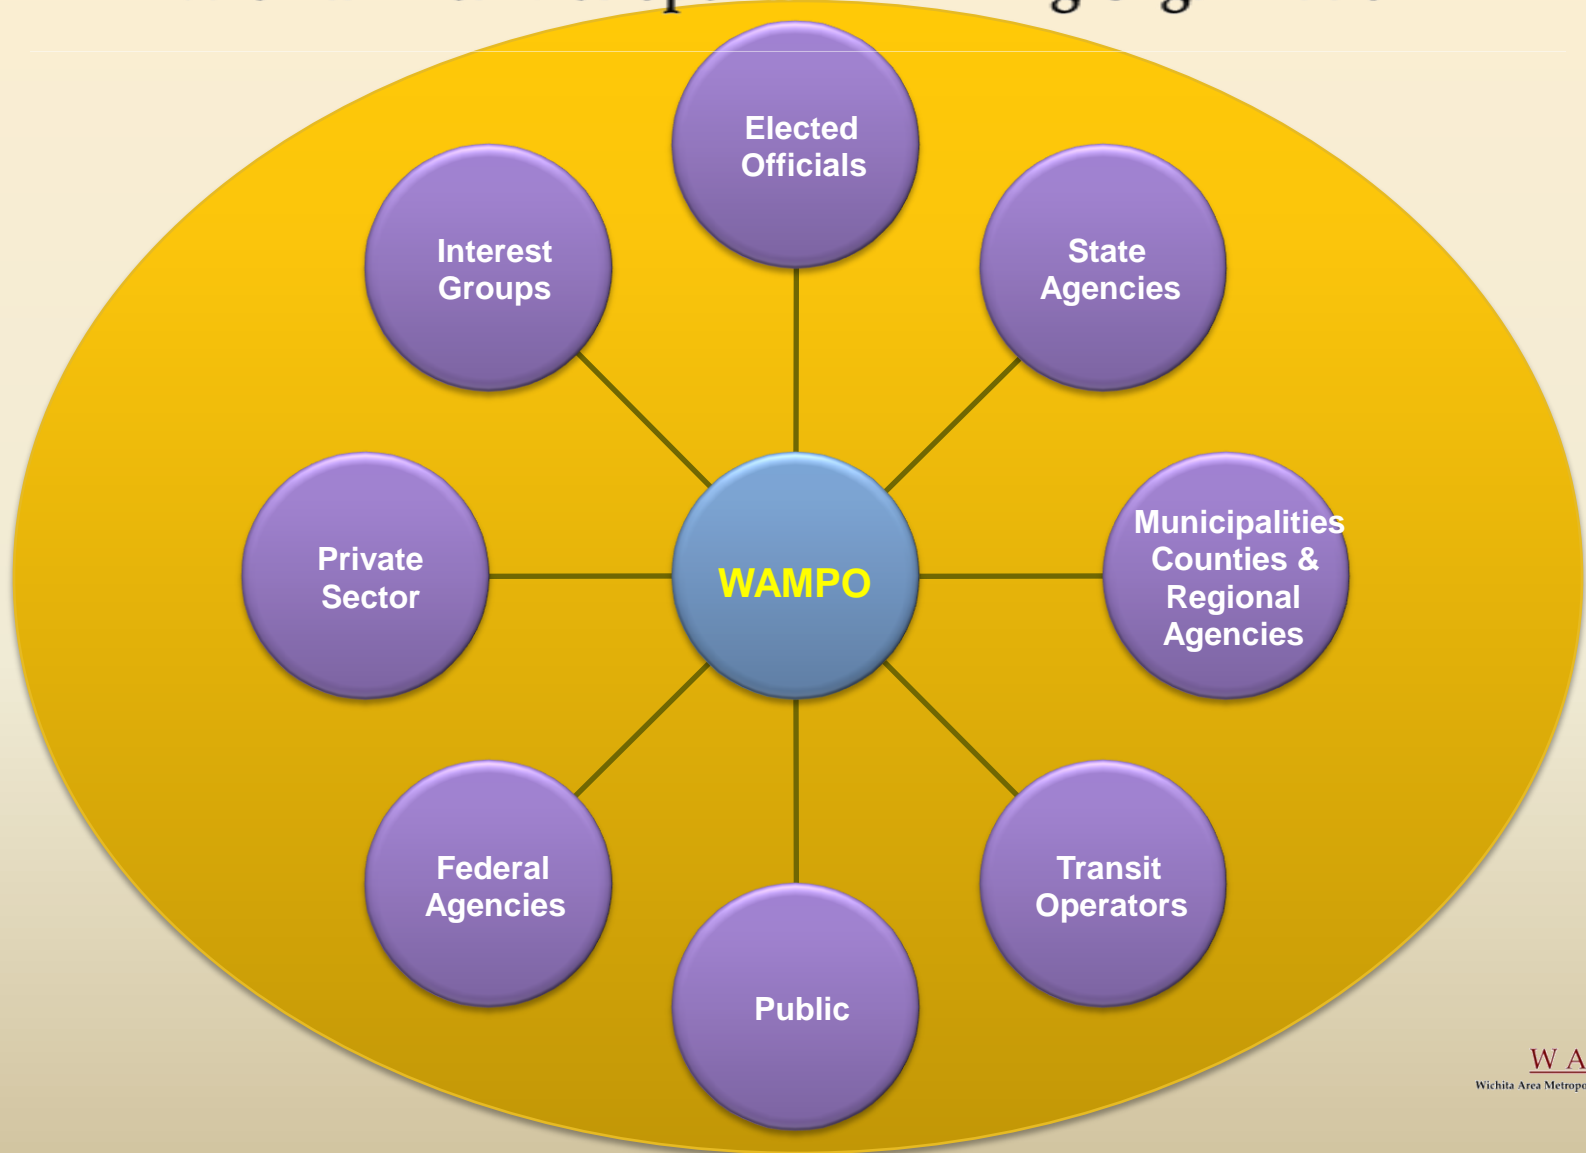 Elected
Officials
Interest
Groups
State
Agencies
Private
Sector
WAMPO
Municipalities
Counties &
Regional
Agencies
Federal
Agencies
Transit
Operators
Public
W A
Wichita Area Metropo